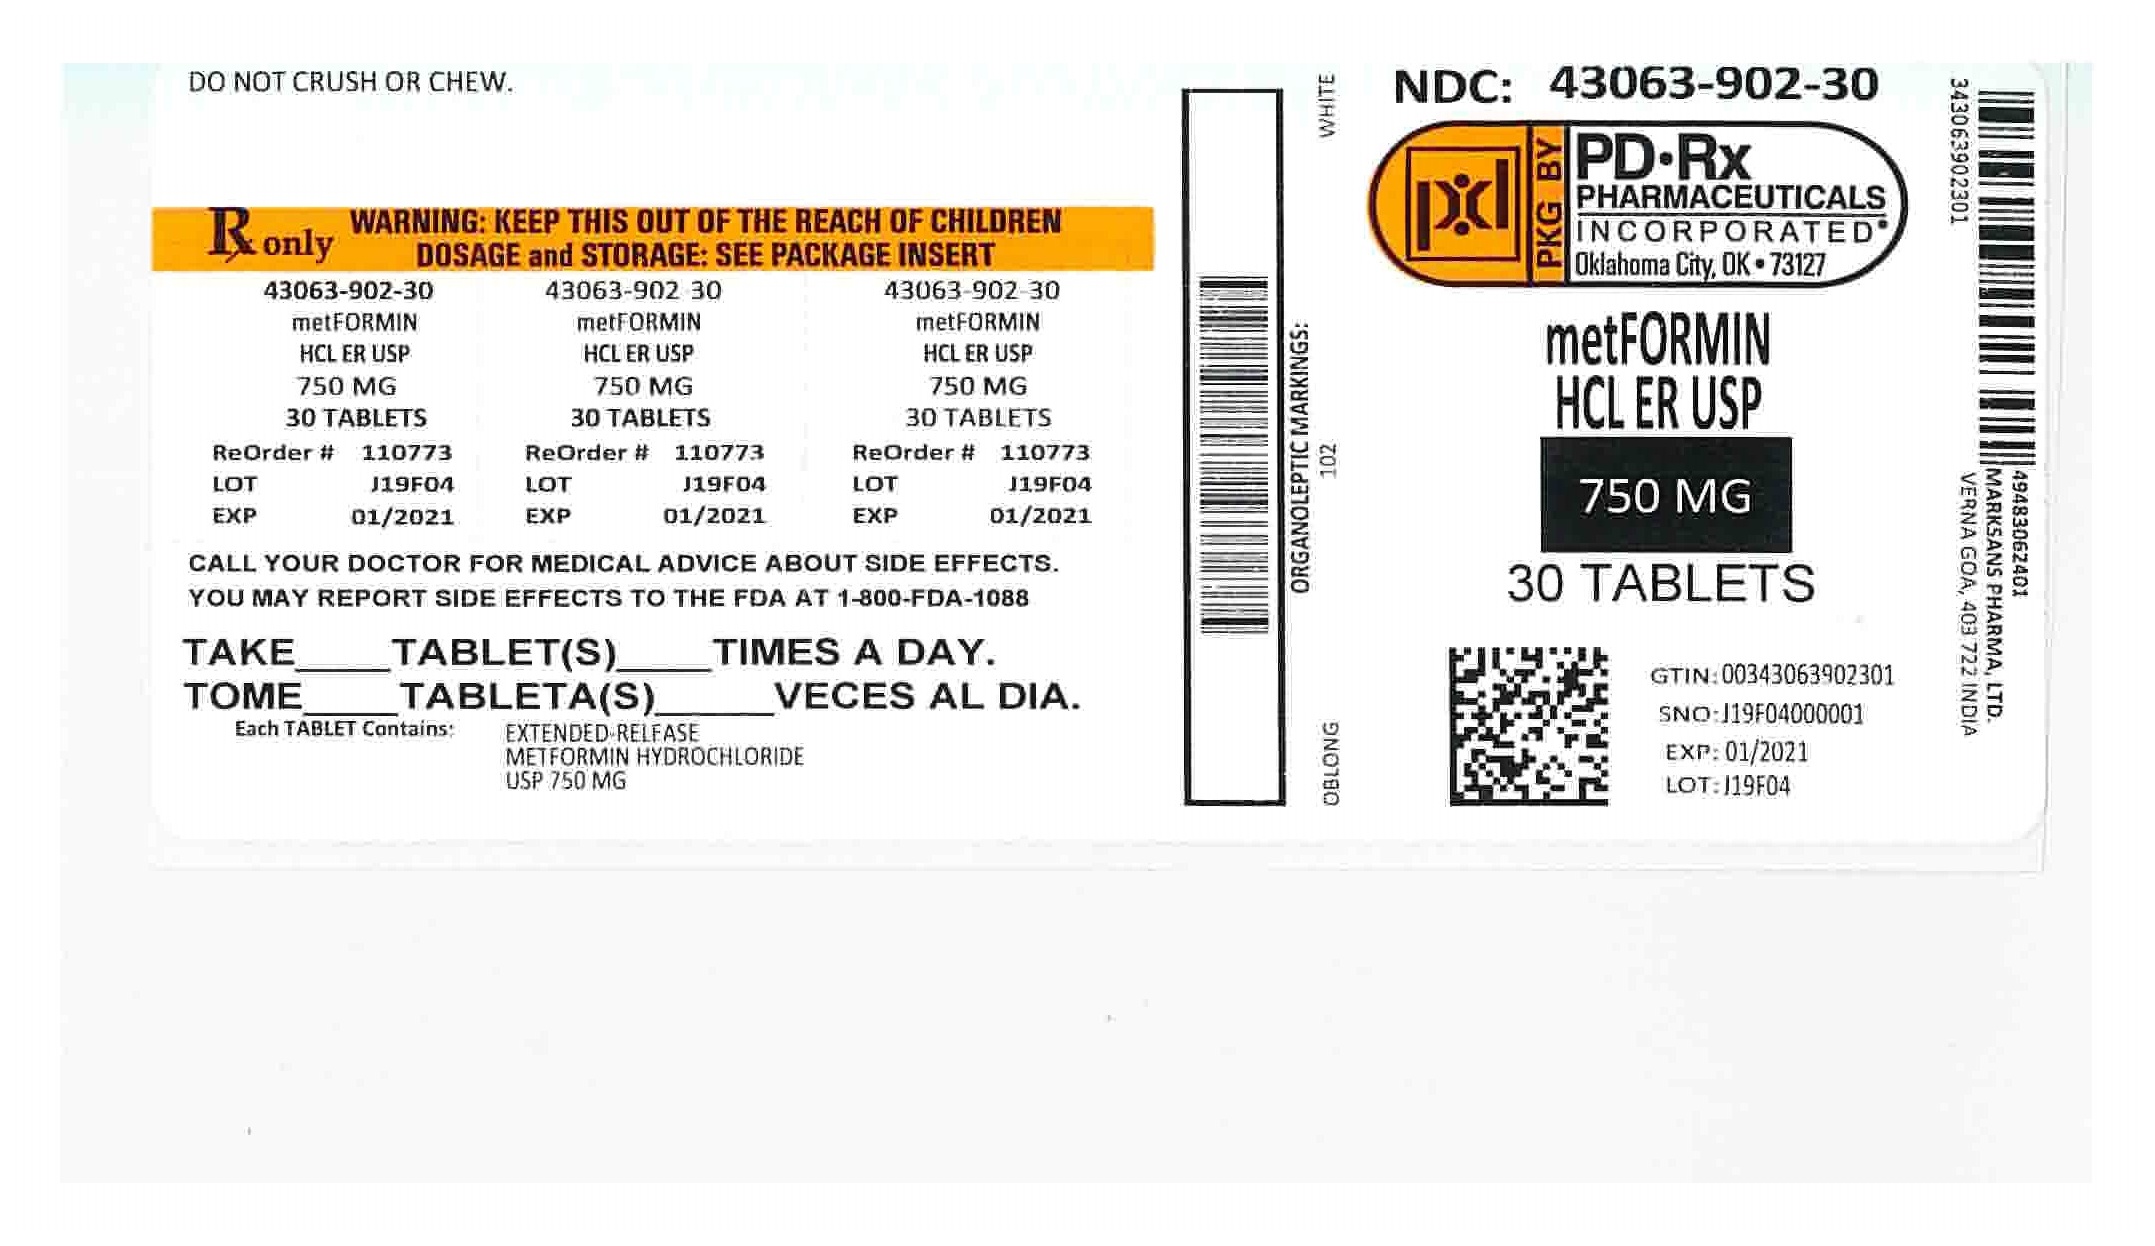 DO NOT CRUSH OR CHEW.
Rx only
WARNING: KEEP THIS OUT OF THE REACH OF CHILDREN
DOSAGE and STORAGE: SEE PACKAGE INSERT
43063-902-30 43063-902-30 43063-902-30
metFORMIN metFORMIN metFORMIN
HCL ER USP HCL ER USP HCL ER USP
750 MG 750 MG 750 MG
30 TABLETS 30 TABLETS 30 TABLETS
ReOrder # 110773 ReOrder # 110773 ReOrder # 110773
LOT J19F04 LOT J19F04 LOT J19F04
EXP 01/2021 EXP 01/2021 EXP 01/2021
CALL YOUR DOCTOR FOR MEDICAL ADVICE ABOUT SIDE EFFECTS.
YOU MAY REPORT SIDE EFFECTS TO THE FDA AT 1-800-FDA-1088
TAKE____TABLET(S)____TIMES A DAY.
TOME____TABLETA(S)_____VECES AL DIA.
Each TABLET Contains:
EXTENDED-RELEASE
METFORMIN HYDROCHLORIDE
USP 750 MG
ORGANOLEPTIC MARKINGS:
OBLONG 102 WHITE
NDC: 43063-902-30
PKG BY
PD•Rx
PHARMACEUTICALS
INCORPORATED
Oklahoma City, OK • 73127
metFORMIN
HCL ER USP
750 MG
30 TABLETS
GTIN: 00343063902301
SNO: J19F04000001
EXP: 01/2021
LOT: J19F04
343063902301
49483062401
MARKSANS PHARMA, LTD.
VERNA GOA, 403 722 INDIA